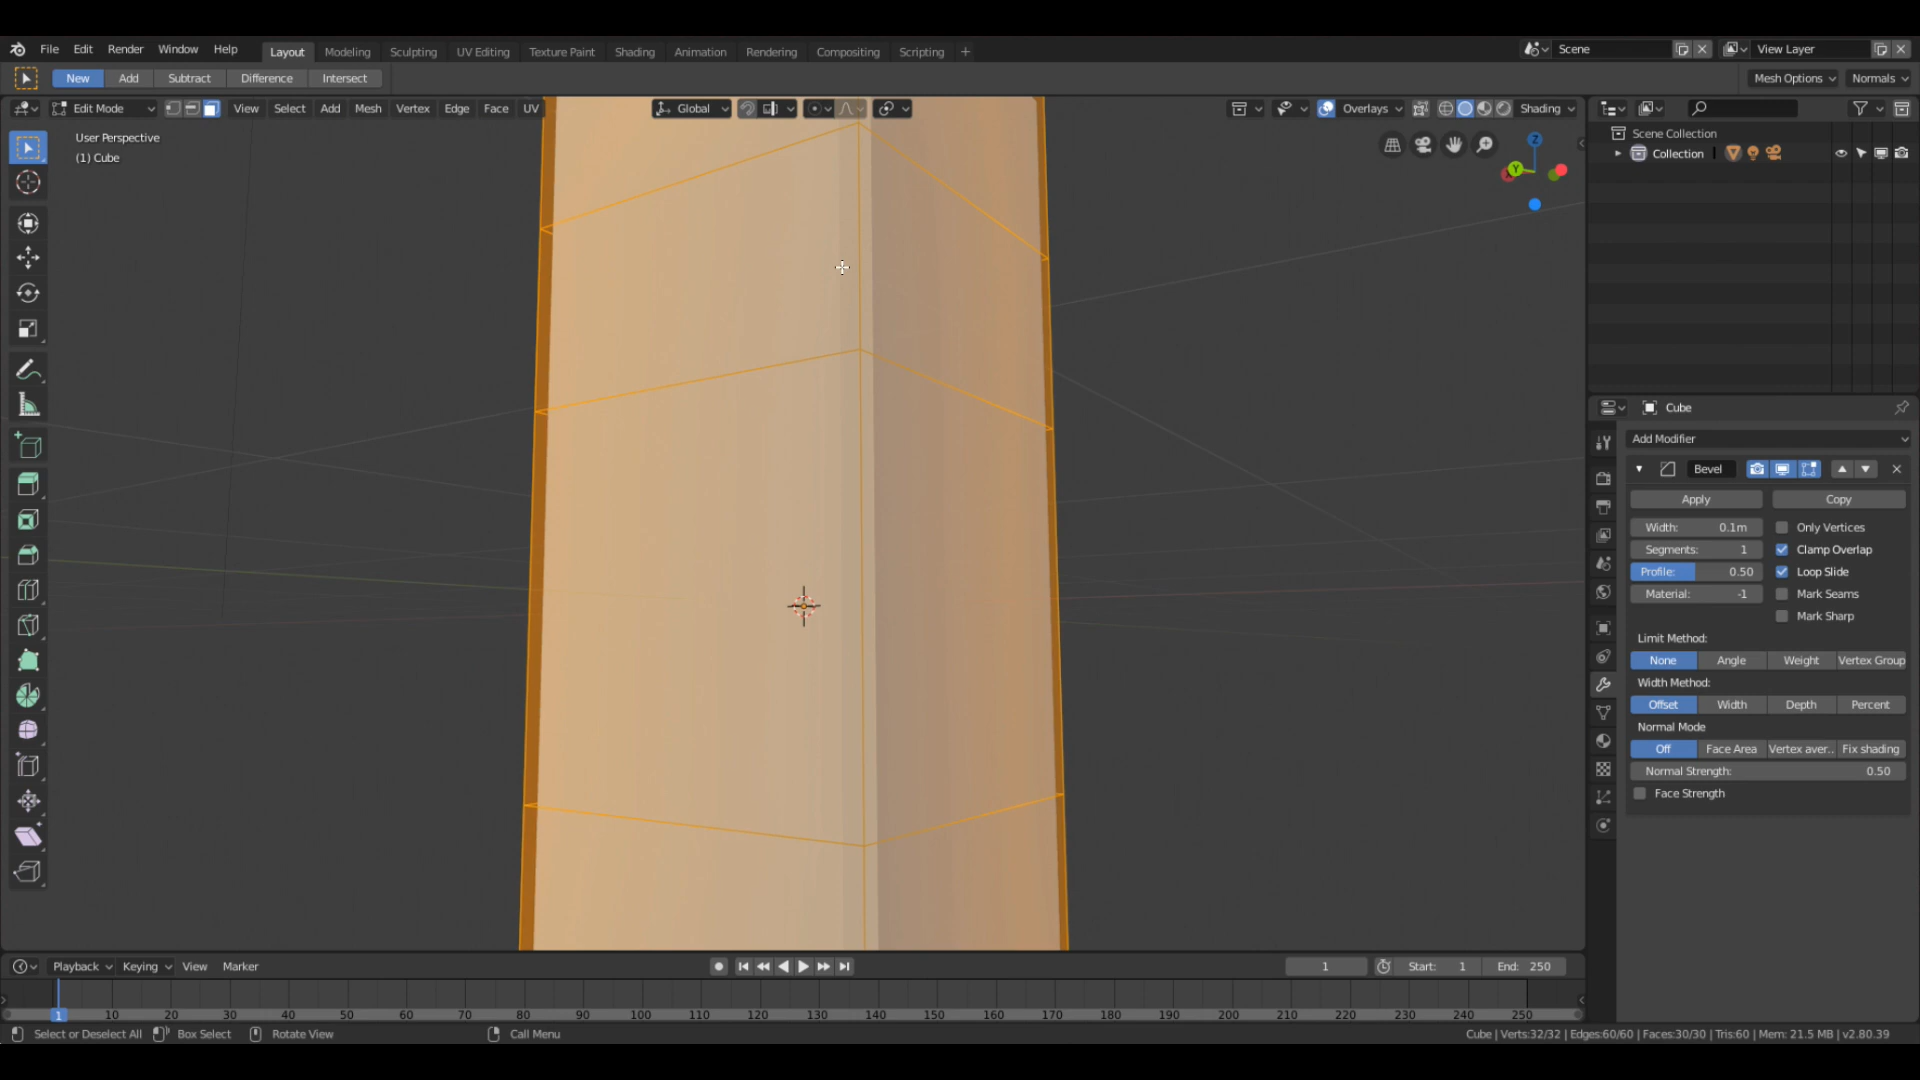 File Edit Render Window Help Layout Modeling Sculpting UV Editing Texture Paint Shading Animation Rendering Compositing Scripting + Scene View Layer
New Add Subtract Difference Intersect Mesh Options Normals
Edit Mode View Select Add Mesh Vertex Edge Face UV Global Overlays Shading
User Perspective
(1) Cube
Z
Y
X
Scene Collection
Collection
Cube
Add Modifier
Bevel
Apply Copy
Width: 0.1m Only Vertices
Segments: 1 Clamp Overlap
Profile: 0.50 Loop Slide
Material: -1 Mark Seams
Mark Sharp
Limit Method:
None Angle Weight Vertex Group
Width Method:
Offset Width Depth Percent
Normal Mode
Off Face Area Vertex aver.. Fix shading
Normal Strength: 0.50
Face Strength
Playback Keying View Marker 1 Start: 1 End: 250
1 10 20 30 40 50 60 70 80 90 100 110 120 130 140 150 160 170 180 190 200 210 220 230 240 250
Select or Deselect All Box Select Rotate View Call Menu Cube | Verts:32/32 | Edges:60/60 | Faces:30/30 | Tris:60 | Mem: 21.5 MB | v2.80.39